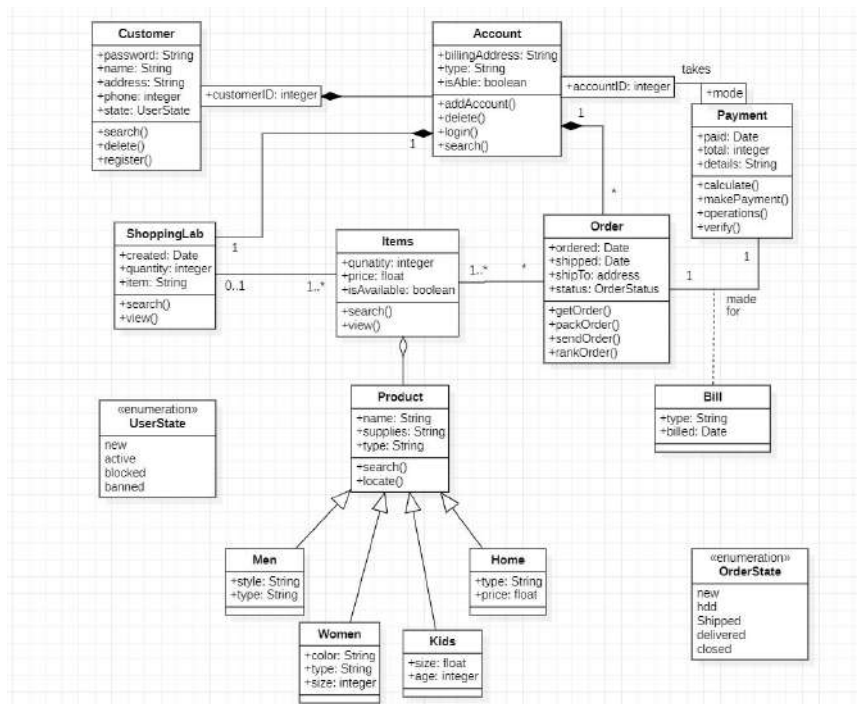 Customer
+password: String
+name: String
+address: String
+phone: integer
+state: UserState
+search()
+delete()
+register()
+customerID: integer
Account
+billingAddress: String
+type: String
+isAble: boolean
+addAccount()
+delete()
+login()
+search()
+accountID: integer
takes
+mode
Payment
+paid: Date
+total: integer
+details: String
+calculate()
+makePayment()
+operations()
+verify()
1
1
*
1
ShoppingLab
+created: Date
+quantity: integer
+item: String
+search()
+view()
0..1
1..*
Items
+qunatity: integer
+price: float
+isAvailable: boolean
+search()
+view()
1..*
*
Order
+ordered: Date
+shipped: Date
+shipTo: address
+status: OrderStatus
+getOrder()
+packOrder()
+sendOrder()
+rankOrder()
1
1
made
for
Bill
+type: String
+billed: Date
Product
+name: String
+supplies: String
+type: String
+search()
+locate()
«enumeration»
UserState
new
active
blocked
banned
Men
+style: String
+type: String
Women
+color: String
+type: String
+size: integer
Kids
+size: float
+age: integer
Home
+type: String
+price: float
«enumeration»
OrderState
new
hdd
Shipped
delivered
closed